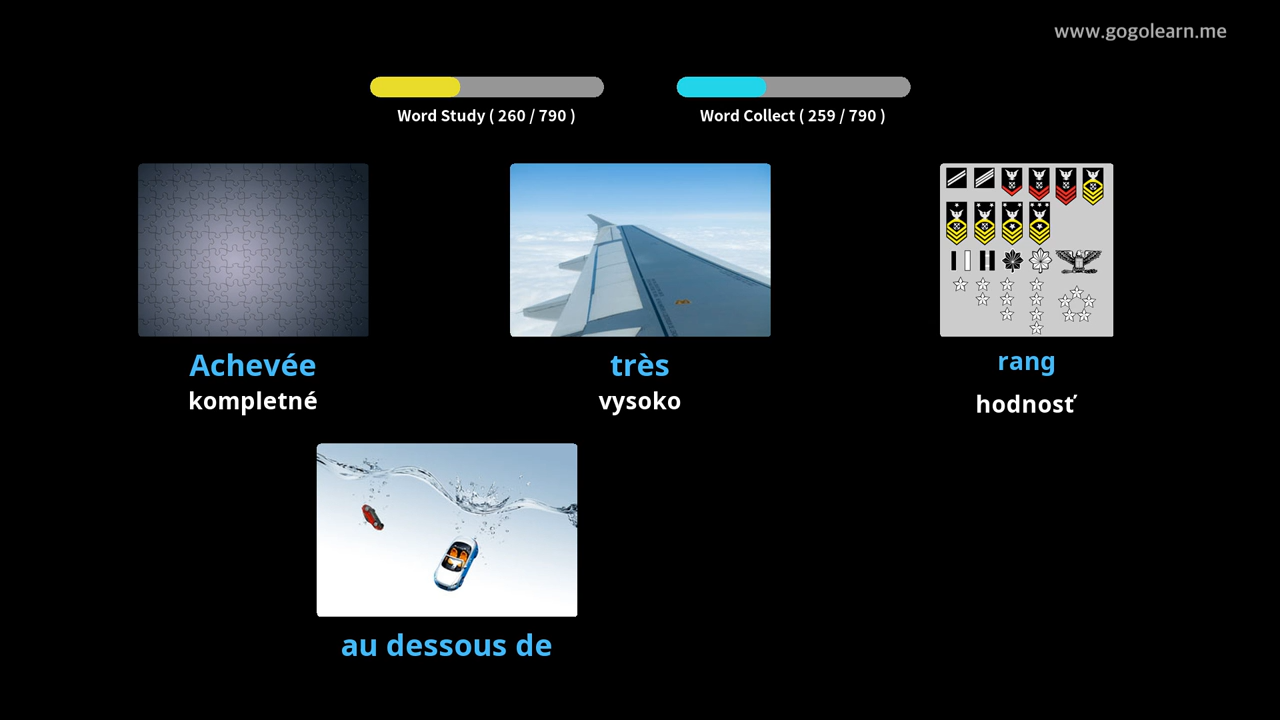 www.gogolearn.me
Word Study ( 260 / 790 )
Word Collect ( 259 / 790 )
Achevée
kompletné
très
vysoko
rang
hodnosť
au dessous de